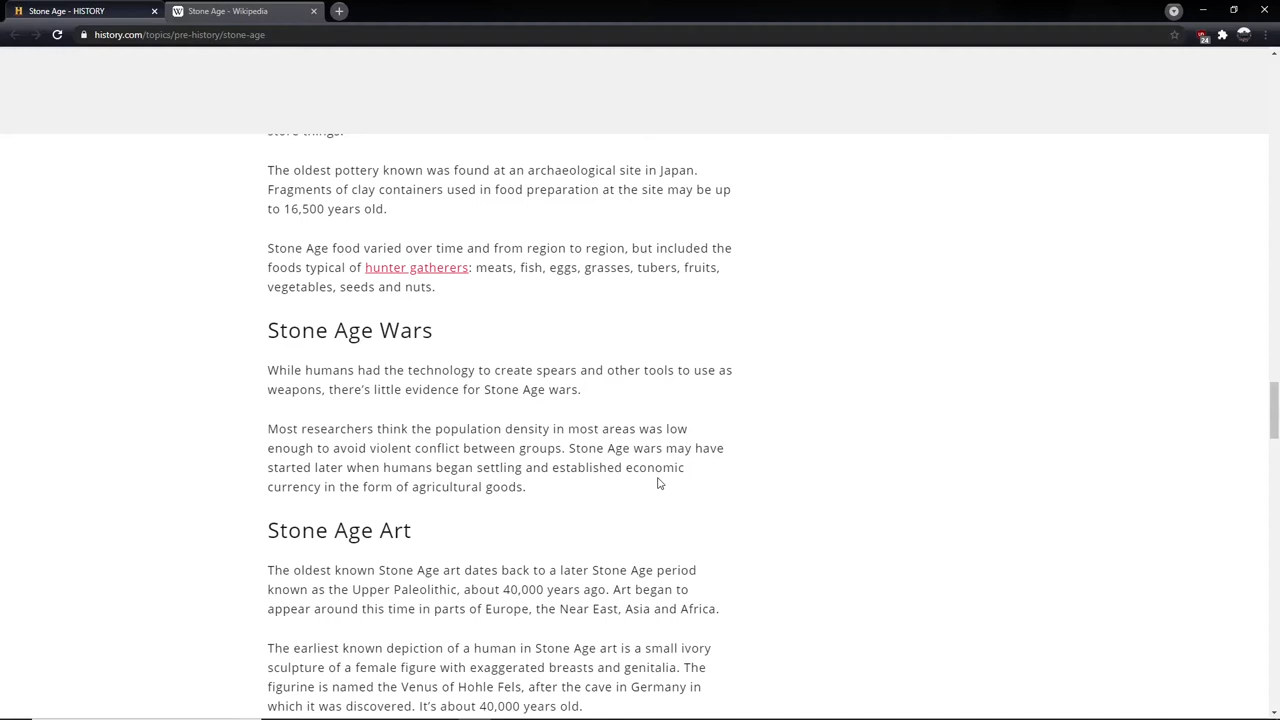 Stone Age - HISTORY
Stone Age - Wikipedia
history.com/topics/pre-history/stone-age
24
store things.
The oldest pottery known was found at an archaeological site in Japan.
Fragments of clay containers used in food preparation at the site may be up
to 16,500 years old.
Stone Age food varied over time and from region to region, but included the
foods typical of hunter gatherers: meats, fish, eggs, grasses, tubers, fruits,
vegetables, seeds and nuts.
Stone Age Wars
While humans had the technology to create spears and other tools to use as
weapons, there’s little evidence for Stone Age wars.
Most researchers think the population density in most areas was low
enough to avoid violent conflict between groups. Stone Age wars may have
started later when humans began settling and established economic
currency in the form of agricultural goods.
Stone Age Art
The oldest known Stone Age art dates back to a later Stone Age period
known as the Upper Paleolithic, about 40,000 years ago. Art began to
appear around this time in parts of Europe, the Near East, Asia and Africa.
The earliest known depiction of a human in Stone Age art is a small ivory
sculpture of a female figure with exaggerated breasts and genitalia. The
figurine is named the Venus of Hohle Fels, after the cave in Germany in
which it was discovered. It’s about 40,000 years old.